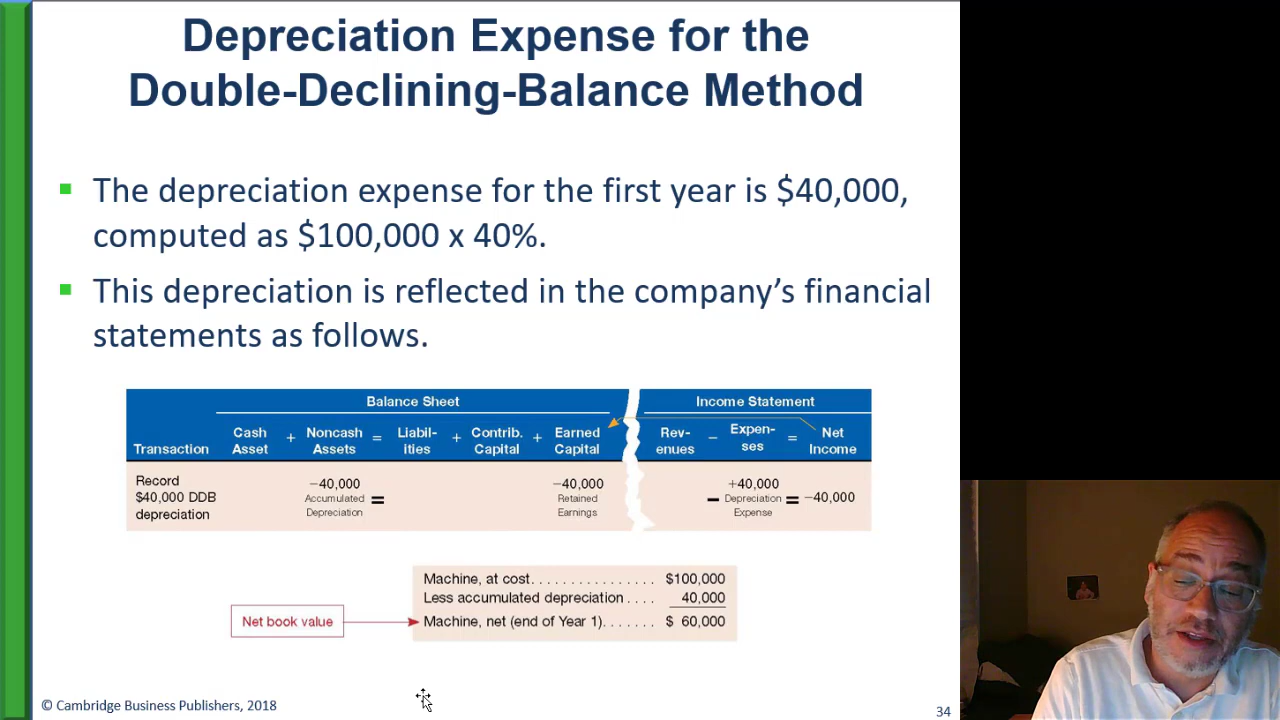 Depreciation Expense for the
Double-Declining-Balance Method
The depreciation expense for the first year is $40,000,
computed as $100,000 x 40%.
This depreciation is reflected in the company’s financial
statements as follows.
Balance Sheet
Income Statement
Transaction
Cash Asset + Noncash Assets = Liabil-ities + Contrib. Capital + Earned Capital
Rev-enues − Expen-ses = Net Income
Record
$40,000 DDB
depreciation
−40,000
Accumulated
Depreciation
=
−40,000
Retained
Earnings
−
+40,000
Depreciation
Expense
= −40,000
Machine, at cost. . . . . . . . . . . . . . . . $100,000
Less accumulated depreciation . . . . 40,000
Net book value
Machine, net (end of Year 1). . . . . . . $ 60,000
© Cambridge Business Publishers, 2018
34